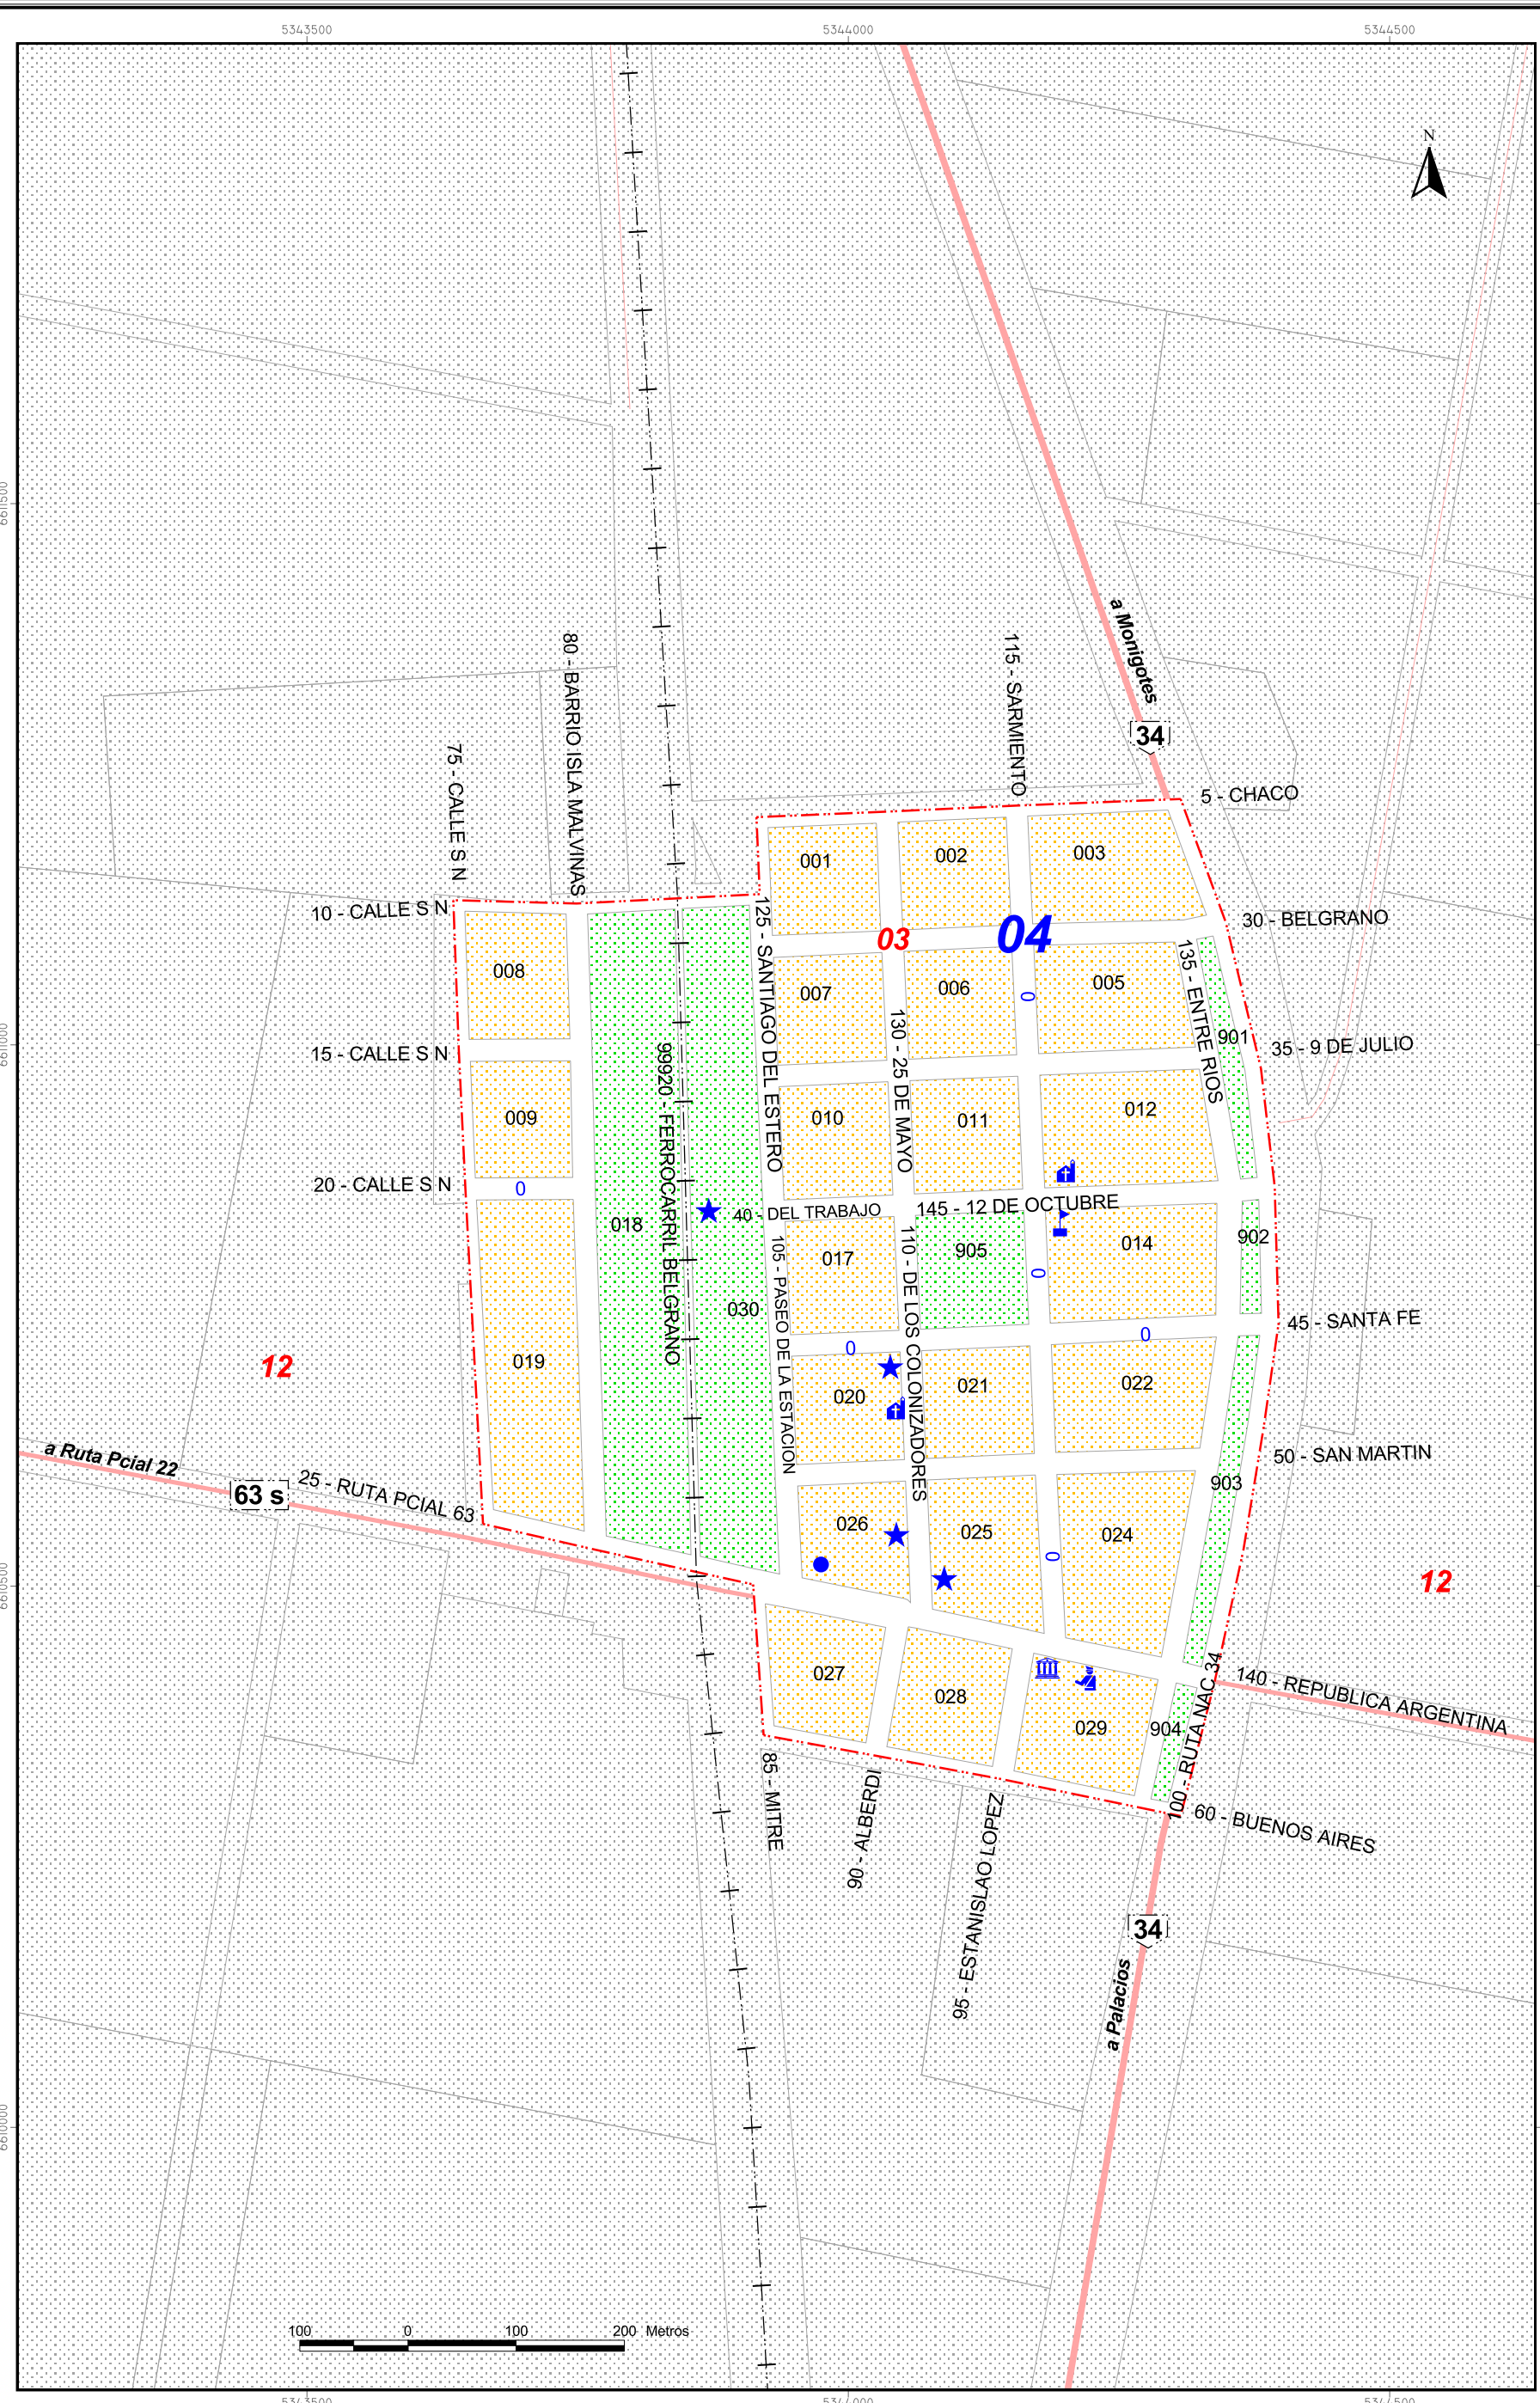 5343500
5344000
5344500
N
6611500
a Monigotes
80 - BARRIO ISLA MALVINAS
115 - SARMIENTO
34
75 - CALLE S N
5 - CHACO
001
002
003
10 - CALLE S N
125 - SANTIAGO DEL ESTERO
30 - BELGRANO
03
04
135 - ENTRE RIOS
008
007
006
005
0
130 - 25 DE MAYO
901
6611000
15 - CALLE S N
99920 - FERROCARRIL BELGRANO
35 - 9 DE JULIO
009
010
011
012
20 - CALLE S N
0
018
40 - DEL TRABAJO
145 - 12 DE OCTUBRE
105 - PASEO DE LA ESTACION
017
110 - DE LOS COLONIZADORES
905
014
902
0
030
45 - SANTA FE
0
0
12
019
020
021
022
a Ruta Pcial 22
63 s
25 - RUTA PCIAL 63
50 - SAN MARTIN
903
026
025
024
0
6610500
12
027
028
029
904
100 - RUTA NAC 34
140 - REPUBLICA ARGENTINA
85 - MITRE
90 - ALBERDI
95 - ESTANISLAO LOPEZ
60 - BUENOS AIRES
34
a Palacios
6610000
100 0 100 200 Metros
5343500
5344000
5344500